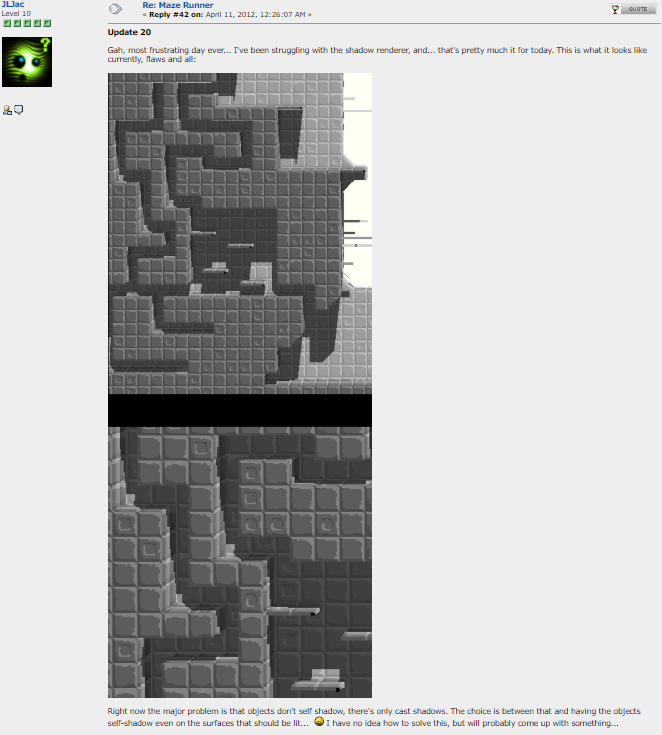 JLJac
Level 10
Re: Maze Runner
« Reply #42 on: April 11, 2012, 12:26:07 AM »
QUOTE
Update 20
Gah, most frustrating day ever... I've been struggling with the shadow renderer, and... that's pretty much it for today. This is what it looks like
currently, flaws and all:
Right now the major problem is that objects don't self shadow, there's only cast shadows. The choice is between that and having the objects
self-shadow even on the surfaces that should be lit... I have no idea how to solve this, but will probably come up with something...